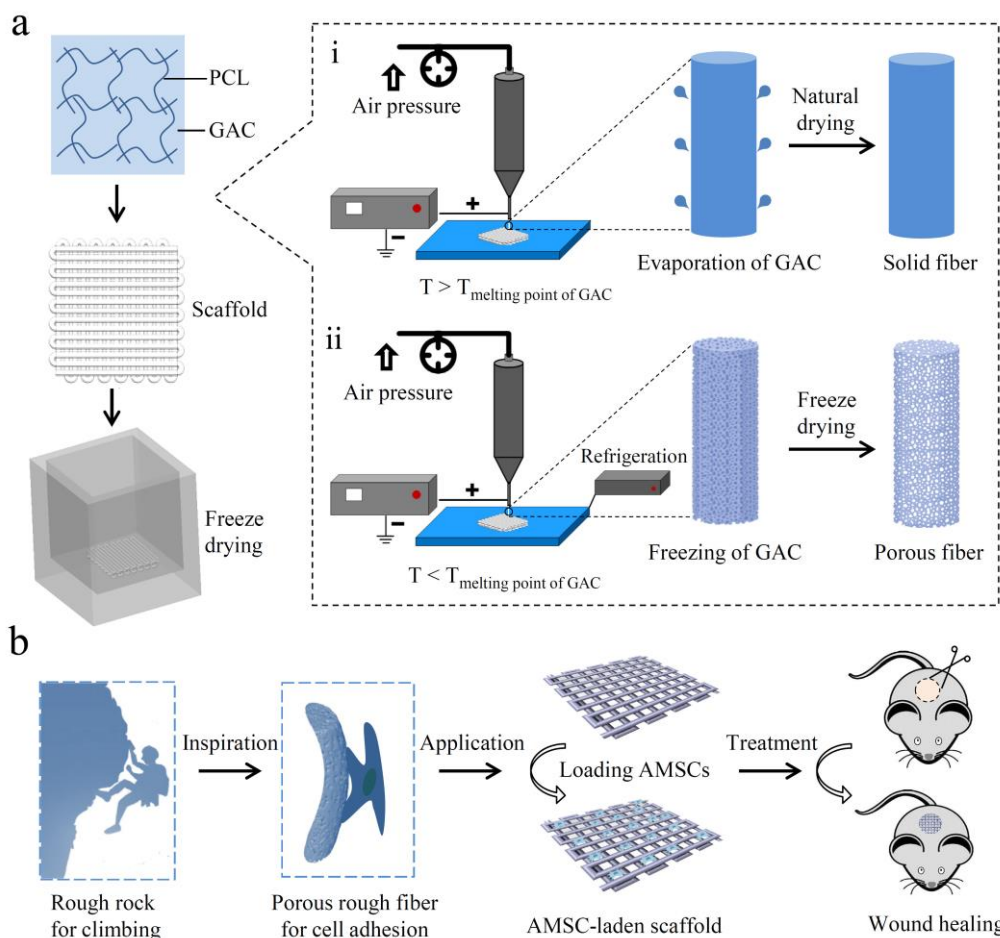 a
PCL
GAC
Scaffold
Freeze
drying
i
Air pressure
+
−
T > Tmelting point of GAC
Evaporation of GAC
Natural
drying
Solid fiber
ii
Air pressure
Refrigeration
+
−
T < Tmelting point of GAC
Freezing of GAC
Freeze
drying
Porous fiber
b
Rough rock
for climbing
Inspiration
Porous rough fiber
for cell adhesion
Application
Loading AMSCs
AMSC-laden scaffold
Treatment
Wound healing